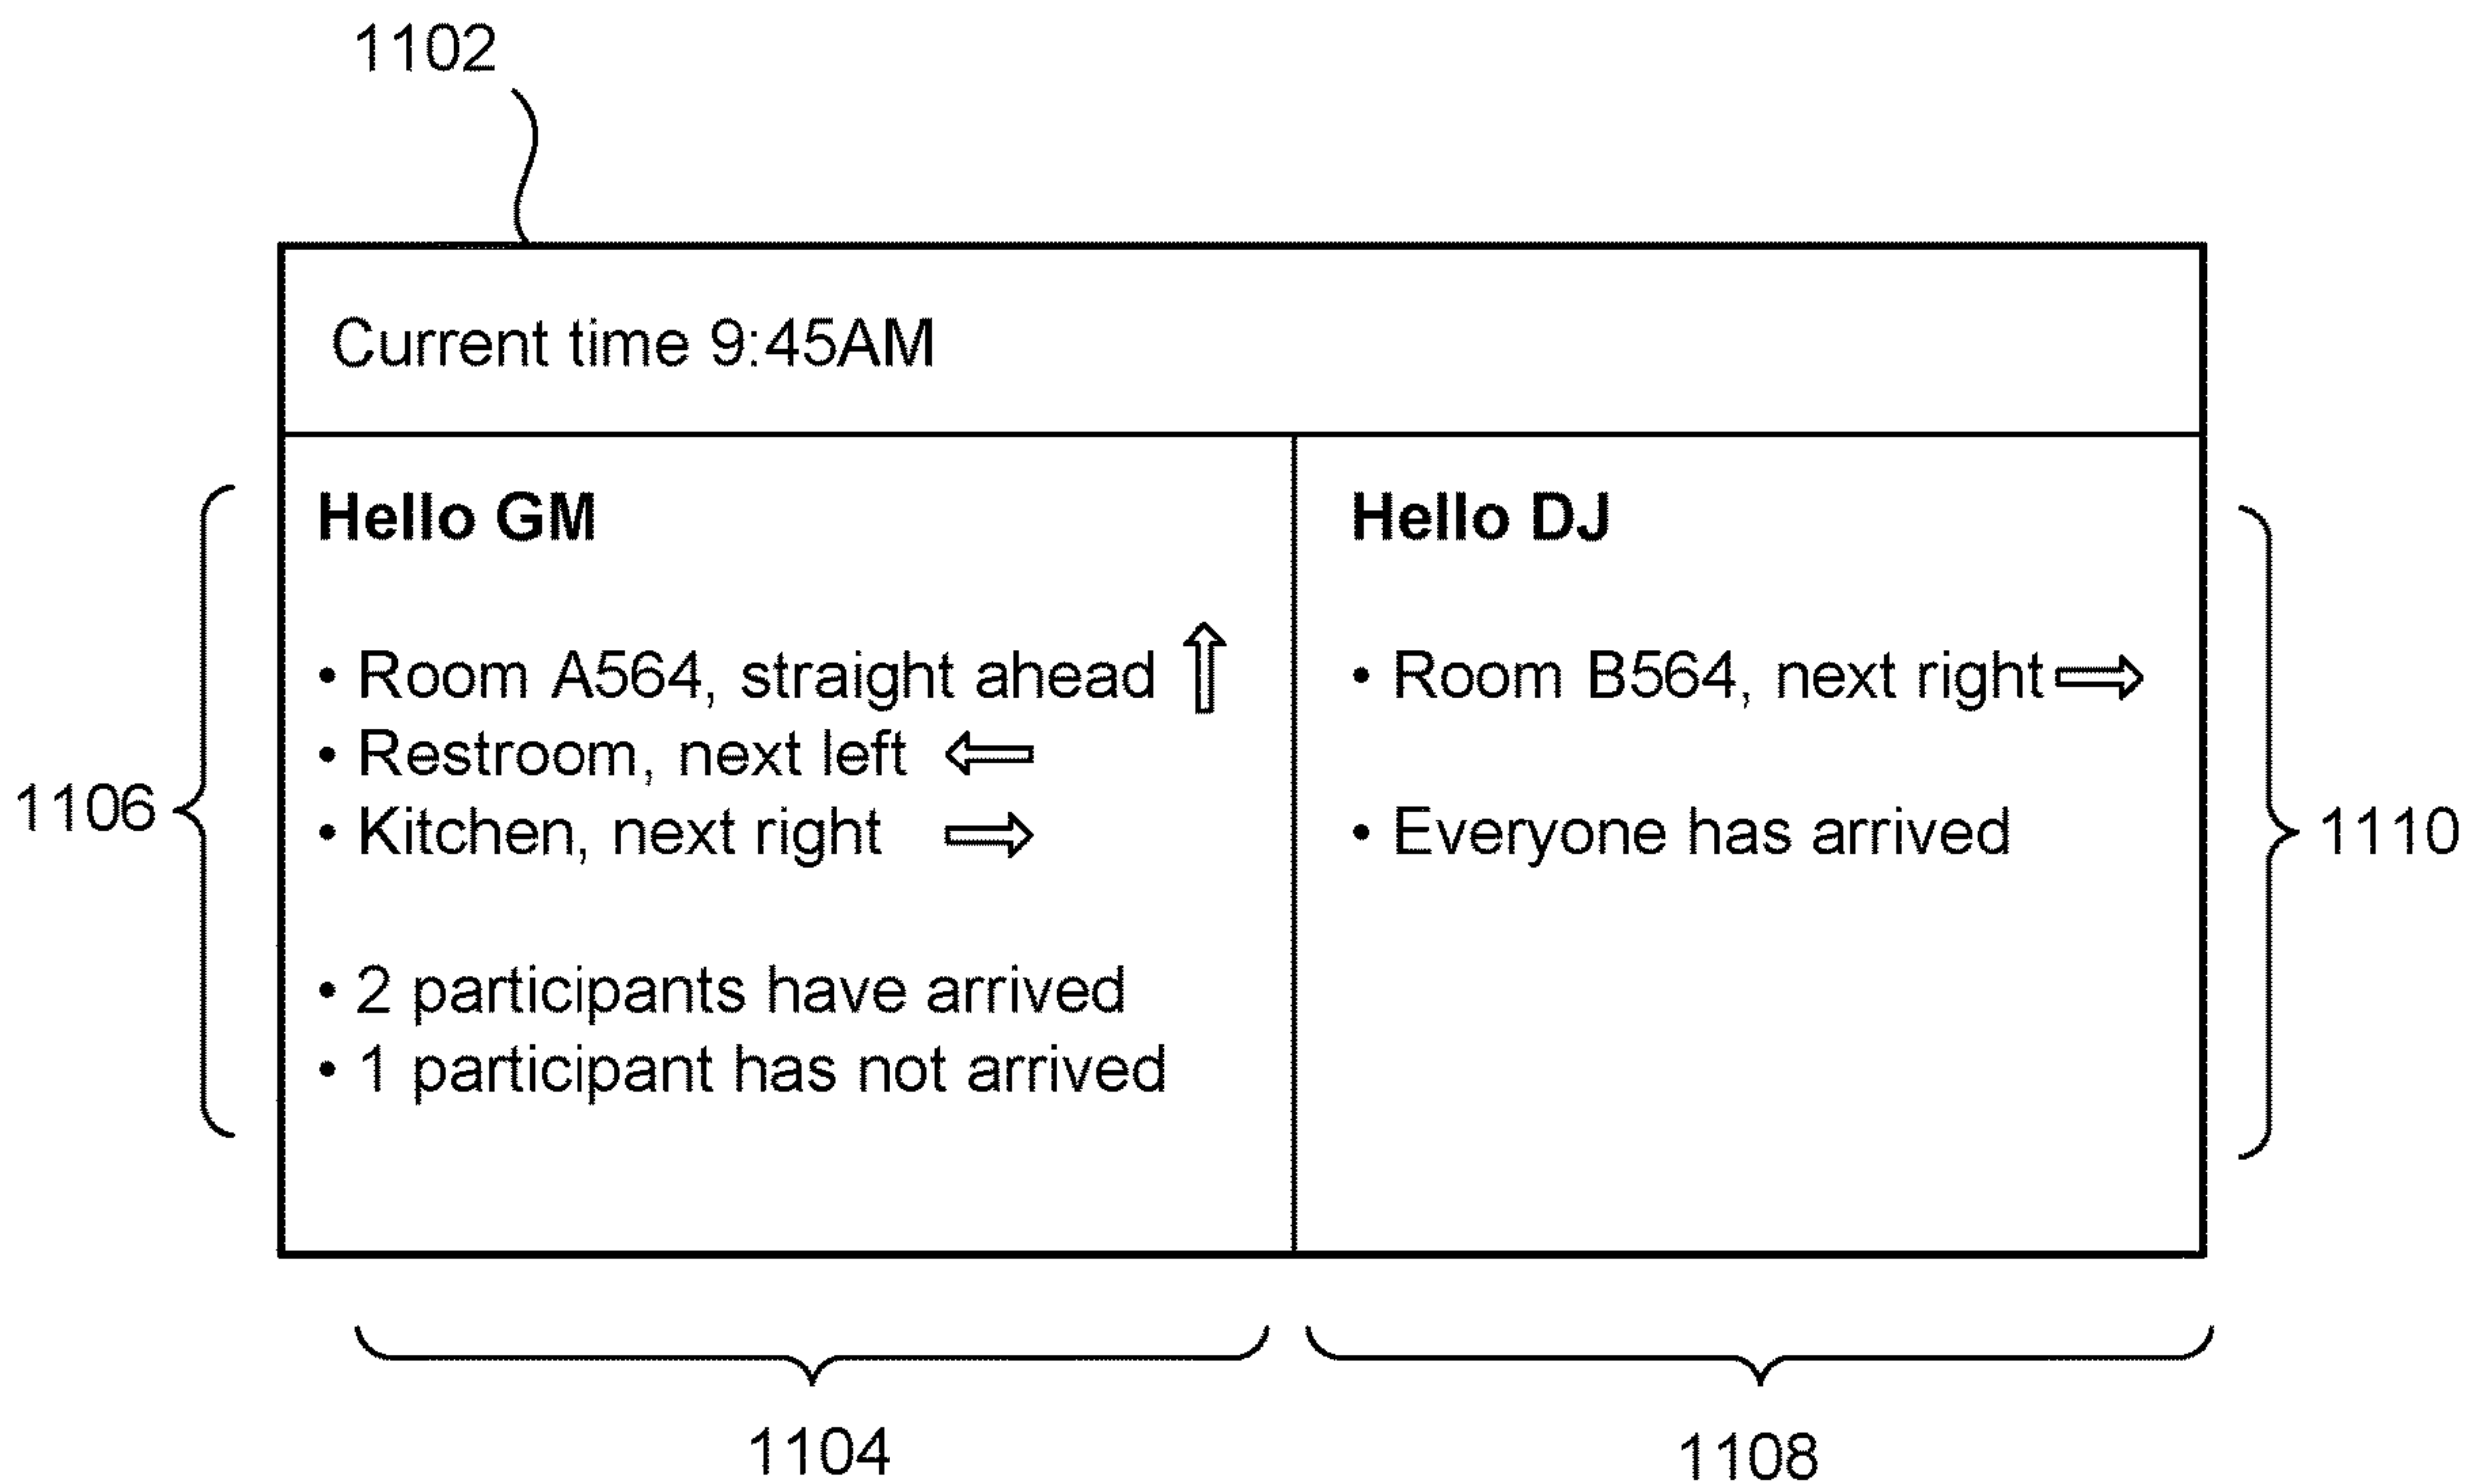 1102
Current time 9:45AM
Hello GM
• Room A564, straight ahead
• Restroom, next left
• Kitchen, next right
• 2 participants have arrived
• 1 participant has not arrived
Hello DJ
• Room B564, next right
• Everyone has arrived
1106
1110
1104
1108